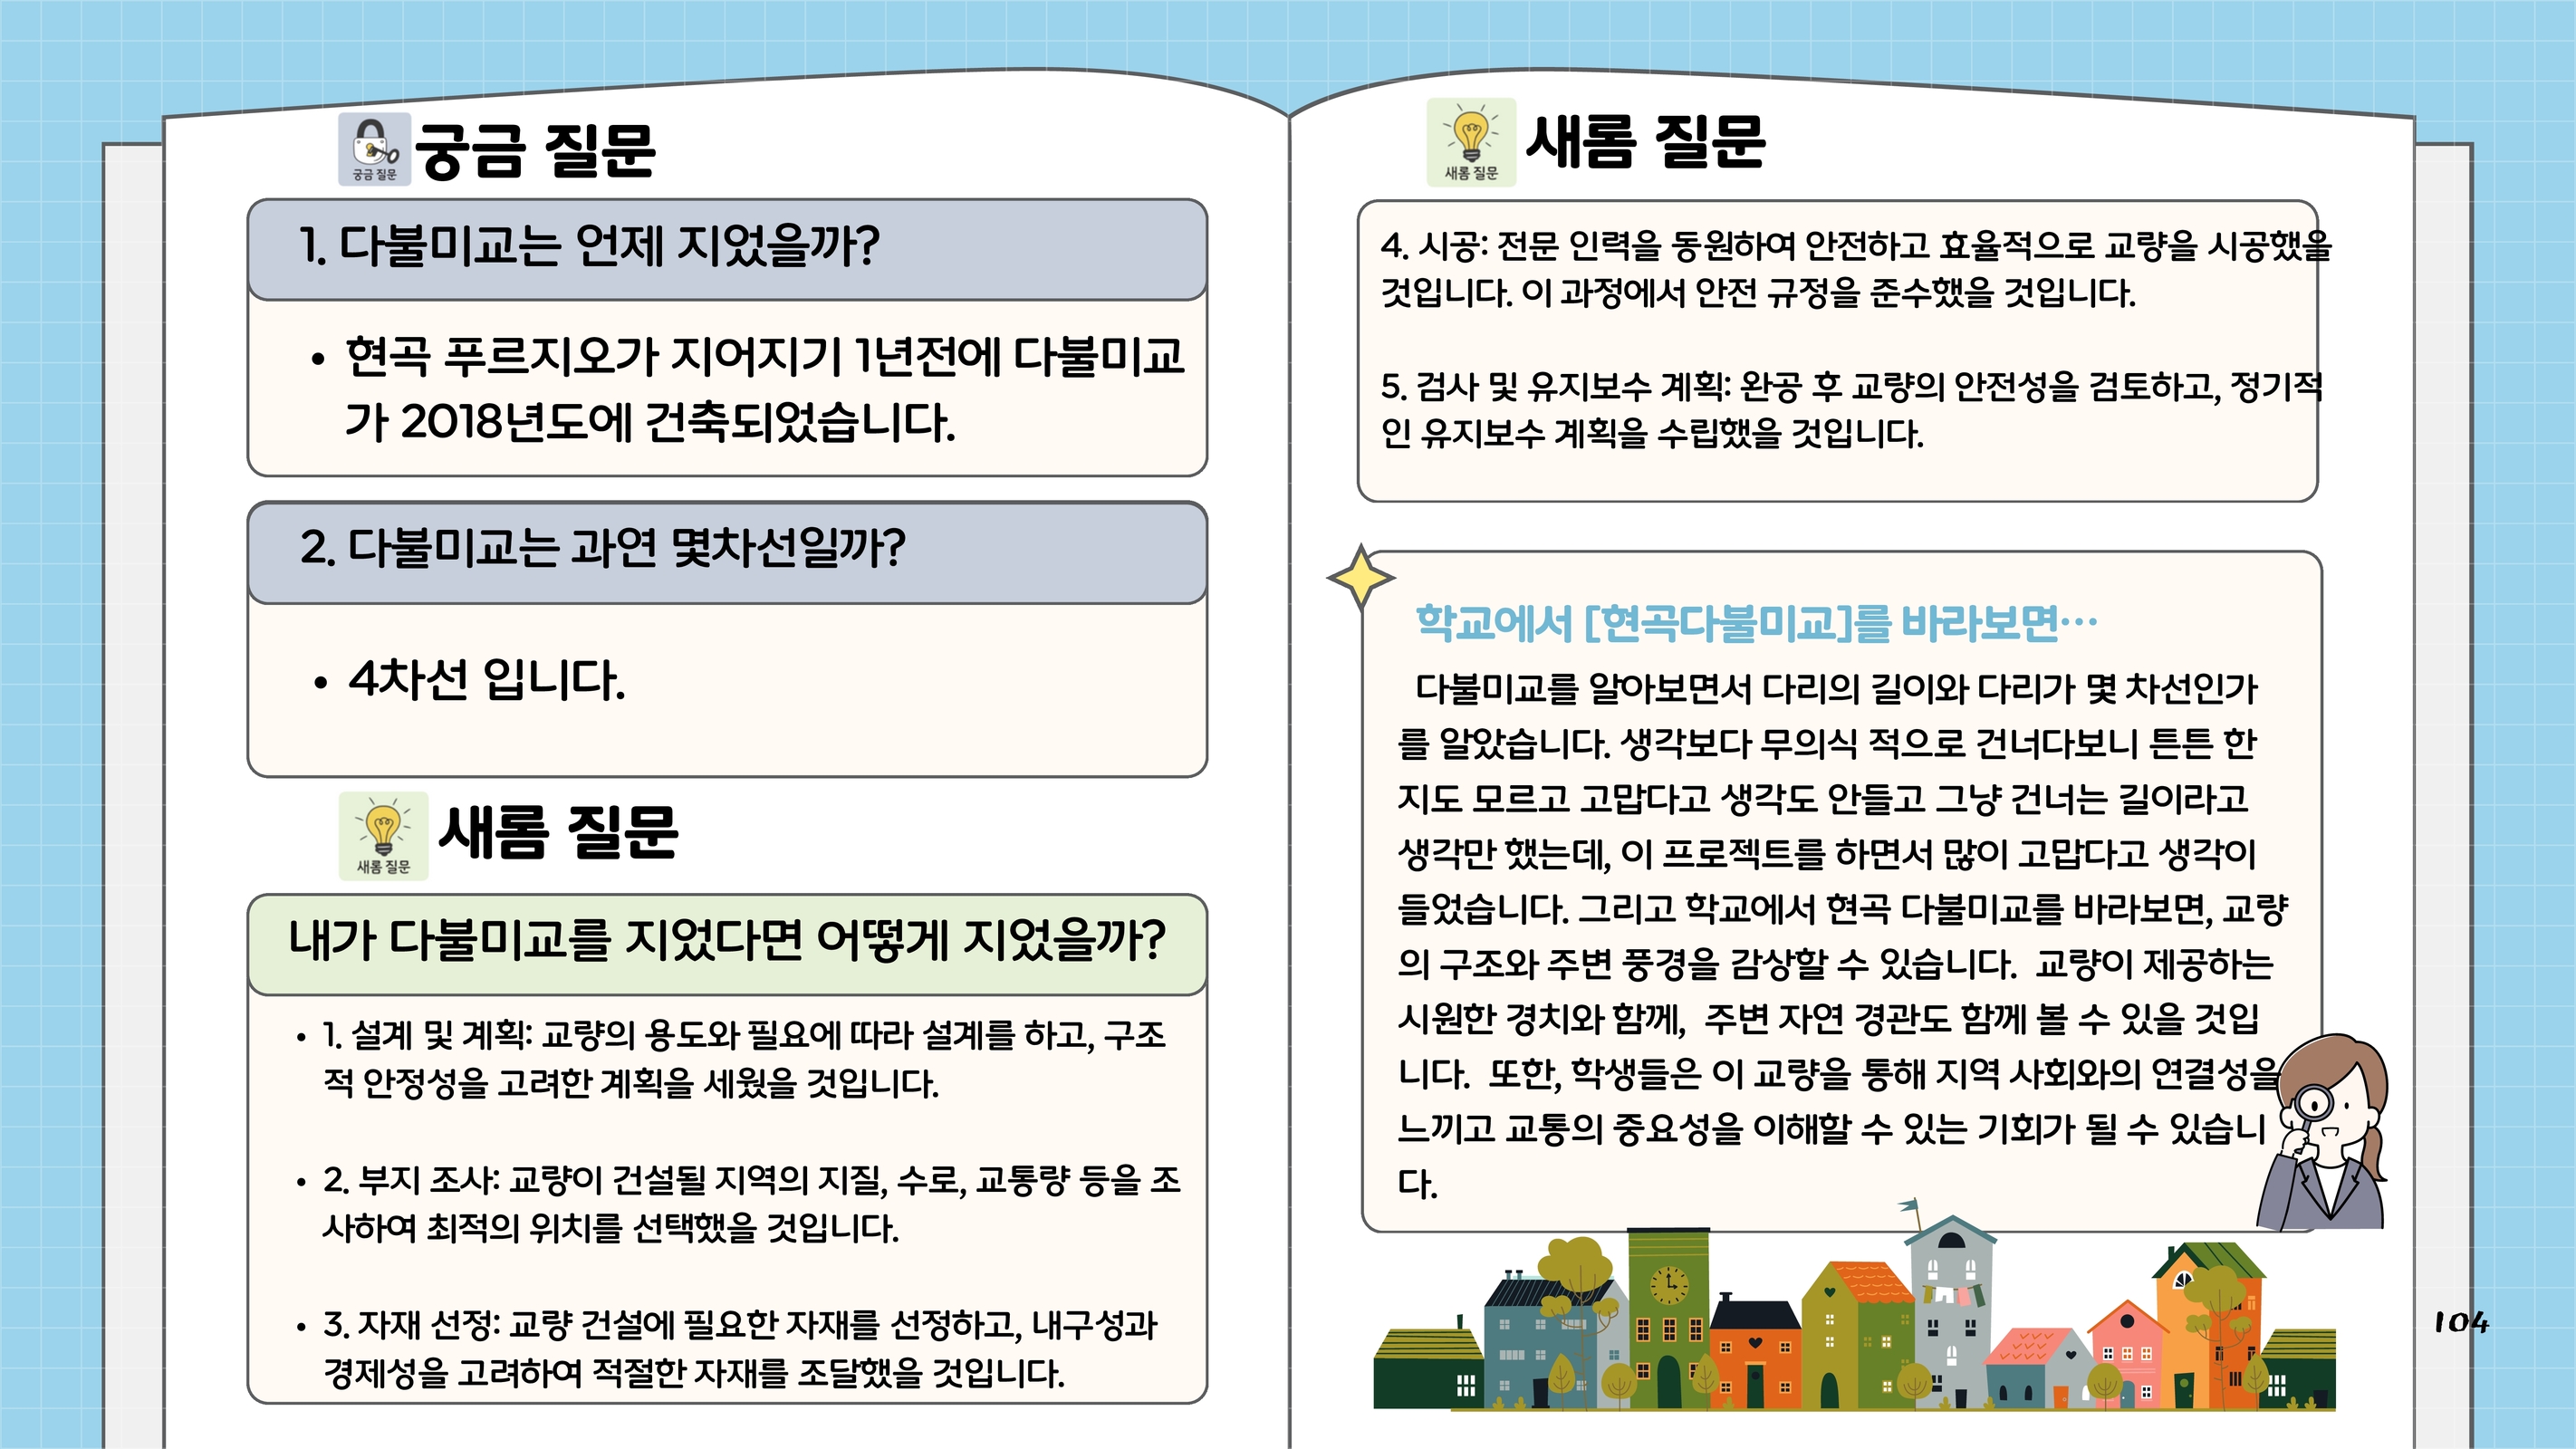 궁금 질문
궁금 질문
1. 다불미교는 언제 지었을까?
• 현곡 푸르지오가 지어지기 1년전에 다불미교
가 2018년도에 건축되었습니다.
2. 다불미교는 과연 몇차선일까?
• 4차선 입니다.
새롬 질문
새롬 질문
내가 다불미교를 지었다면 어떻게 지었을까?
• 1. 설계 및 계획: 교량의 용도와 필요에 따라 설계를 하고, 구조
적 안정성을 고려한 계획을 세웠을 것입니다.
• 2. 부지 조사: 교량이 건설될 지역의 지질, 수로, 교통량 등을 조
사하여 최적의 위치를 선택했을 것입니다.
• 3. 자재 선정: 교량 건설에 필요한 자재를 선정하고, 내구성과
경제성을 고려하여 적절한 자재를 조달했을 것입니다.
새롬 질문
새롬 질문
4. 시공: 전문 인력을 동원하여 안전하고 효율적으로 교량을 시공했을
것입니다. 이 과정에서 안전 규정을 준수했을 것입니다.
5. 검사 및 유지보수 계획: 완공 후 교량의 안전성을 검토하고, 정기적
인 유지보수 계획을 수립했을 것입니다.
학교에서 [현곡다불미교]를 바라보면…
다불미교를 알아보면서 다리의 길이와 다리가 몇 차선인가
를 알았습니다. 생각보다 무의식 적으로 건너다보니 튼튼 한
지도 모르고 고맙다고 생각도 안들고 그냥 건너는 길이라고
생각만 했는데, 이 프로젝트를 하면서 많이 고맙다고 생각이
들었습니다. 그리고 학교에서 현곡 다불미교를 바라보면, 교량
의 구조와 주변 풍경을 감상할 수 있습니다. 교량이 제공하는
시원한 경치와 함께, 주변 자연 경관도 함께 볼 수 있을 것입
니다. 또한, 학생들은 이 교량을 통해 지역 사회와의 연결성을
느끼고 교통의 중요성을 이해할 수 있는 기회가 될 수 있습니
다.
104